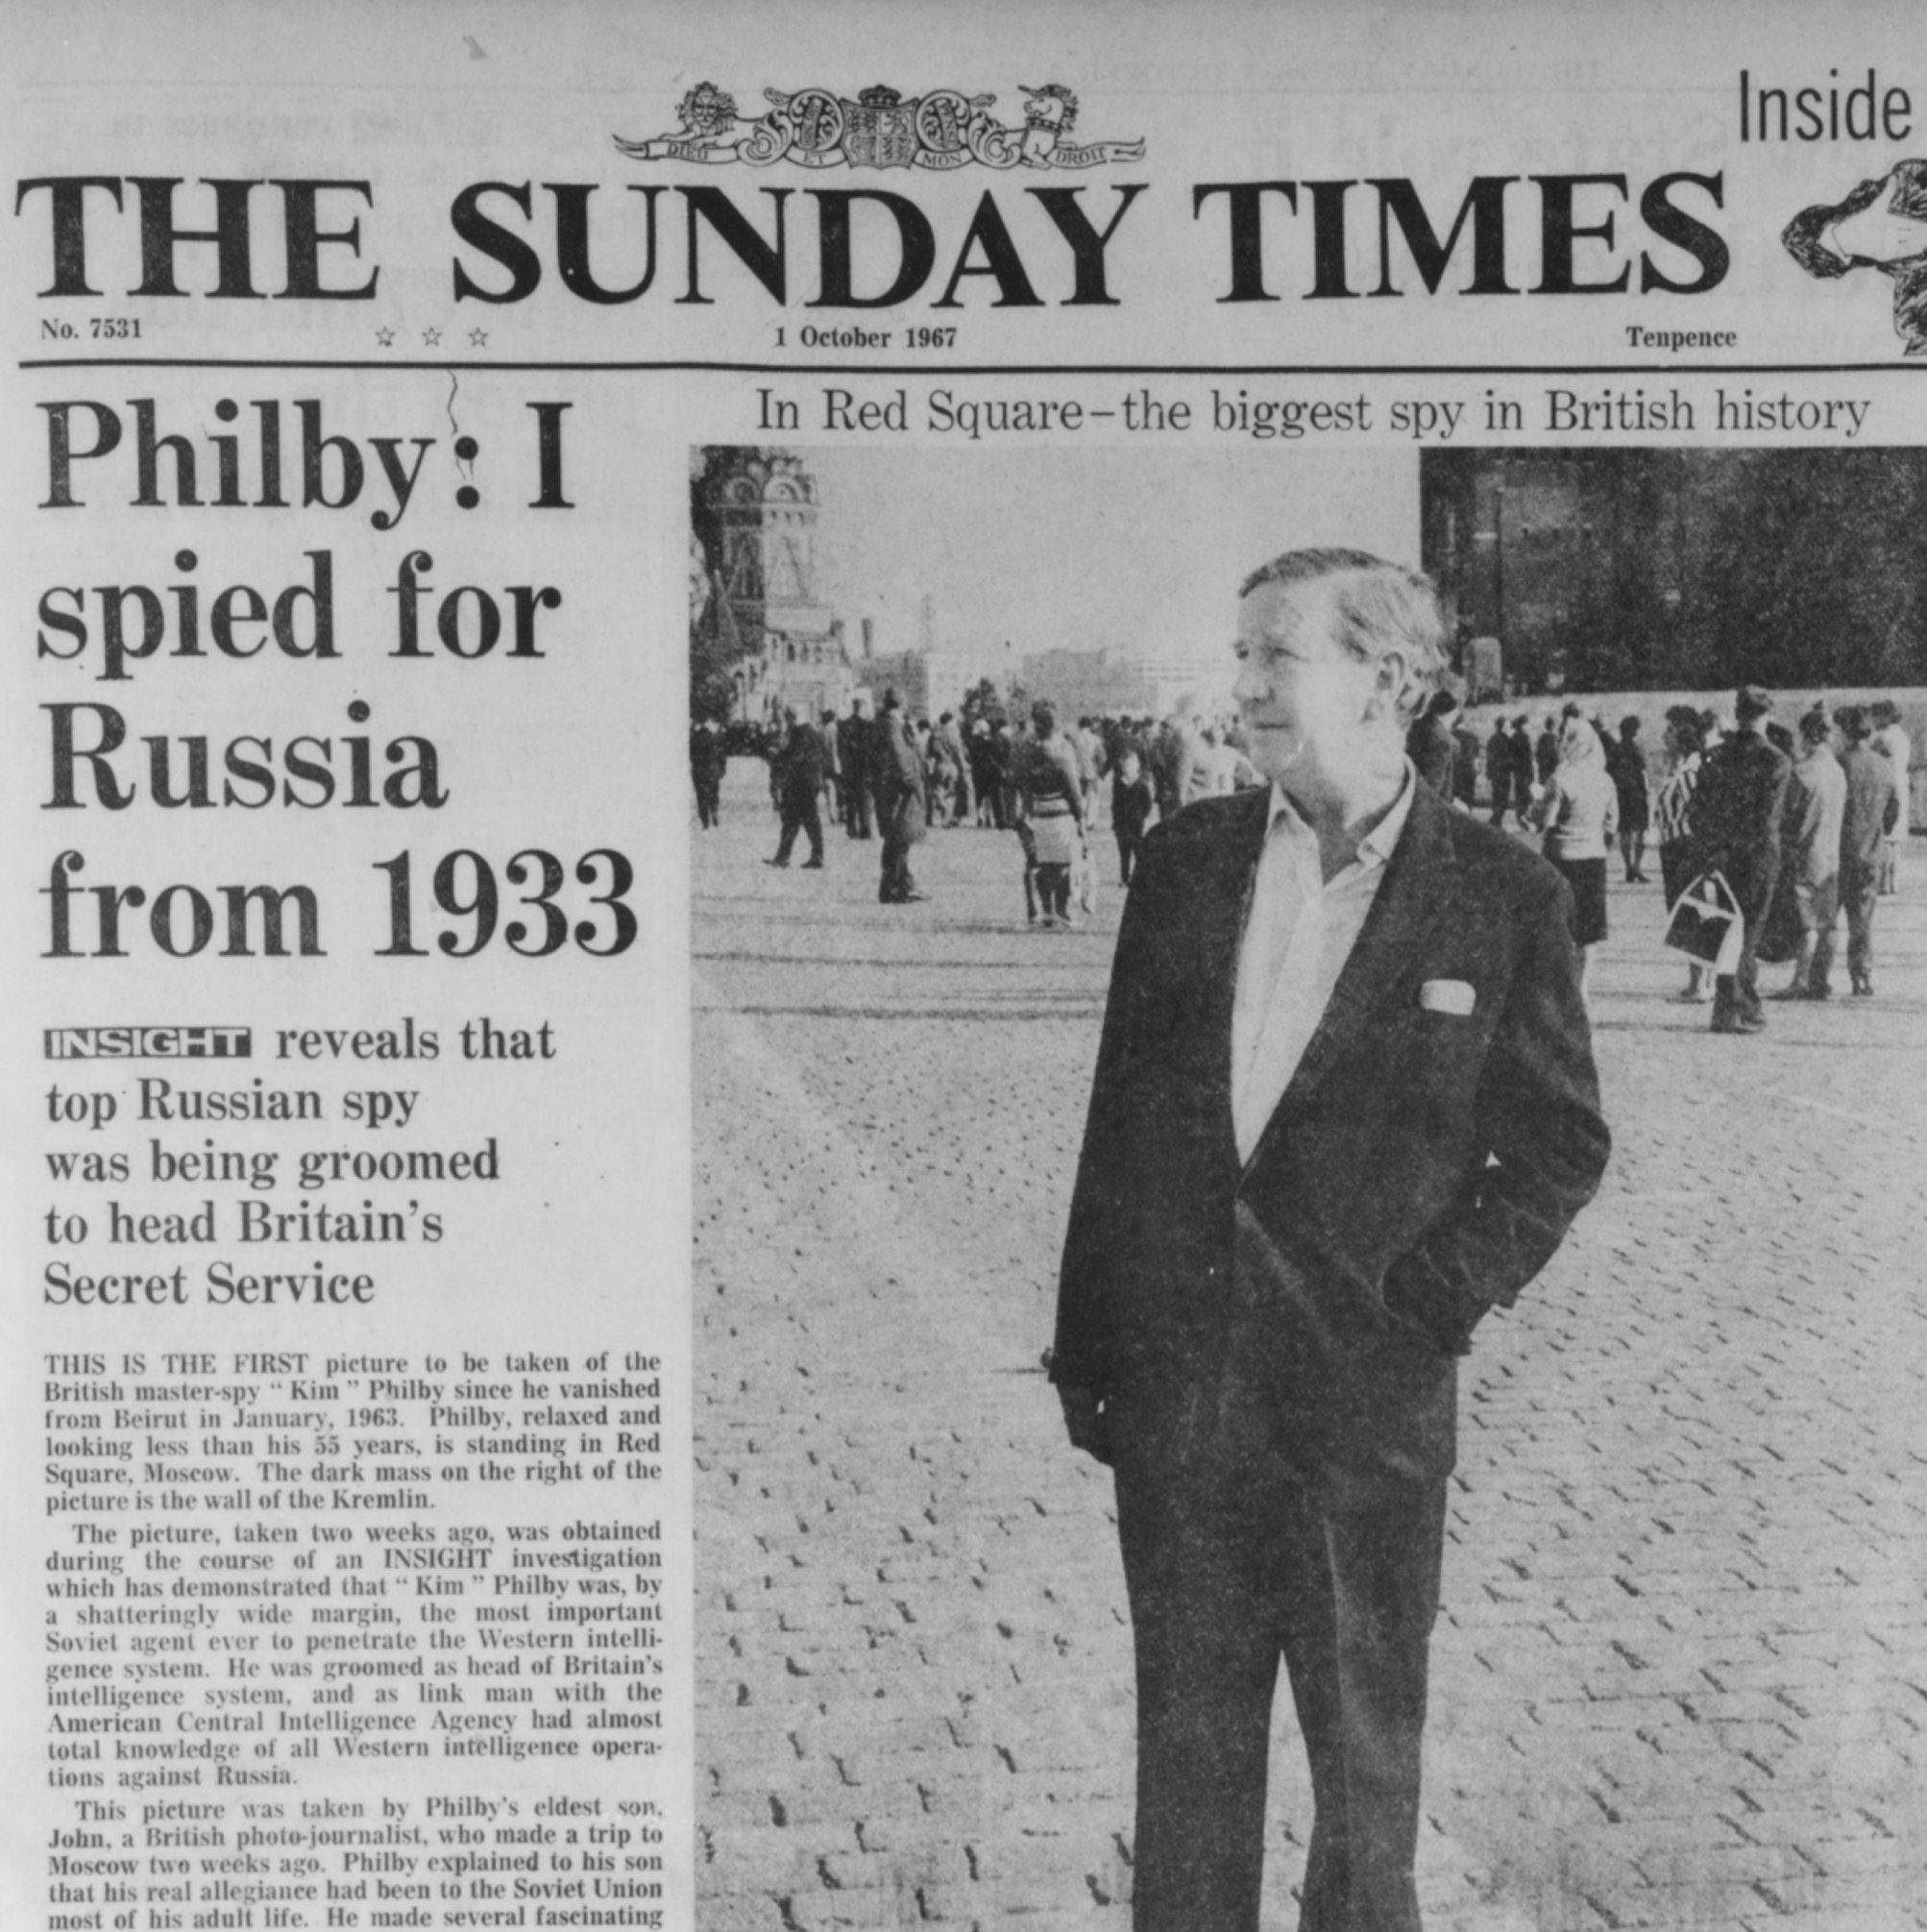 Inside
DIEU ET MON DROIT
THE SUNDAY TIMES
No. 7531
1 October 1967
Tenpence
Philby: I
spied for
Russia
from 1933
INSIGHT reveals that
top Russian spy
was being groomed
to head Britain's
Secret Service
THIS IS THE FIRST picture to be taken of the
British master-spy “ Kim ” Philby since he vanished
from Beirut in January, 1963. Philby, relaxed and
looking less than his 55 years, is standing in Red
Square, Moscow. The dark mass on the right of the
picture is the wall of the Kremlin.
The picture, taken two weeks ago, was obtained
during the course of an INSIGHT investigation
which has demonstrated that “ Kim ” Philby was, by
a shatteringly wide margin, the most important
Soviet agent ever to penetrate the Western intelli-
gence system. He was groomed as head of Britain's
intelligence system, and as link man with the
American Central Intelligence Agency had almost
total knowledge of all Western intelligence opera-
tions against Russia.
This picture was taken by Philby's eldest son,
John, a British photo-journalist, who made a trip to
Moscow two weeks ago. Philby explained to his son
that his real allegiance had been to the Soviet Union
most of his adult life. He made several fascinating
In Red Square–the biggest spy in British history